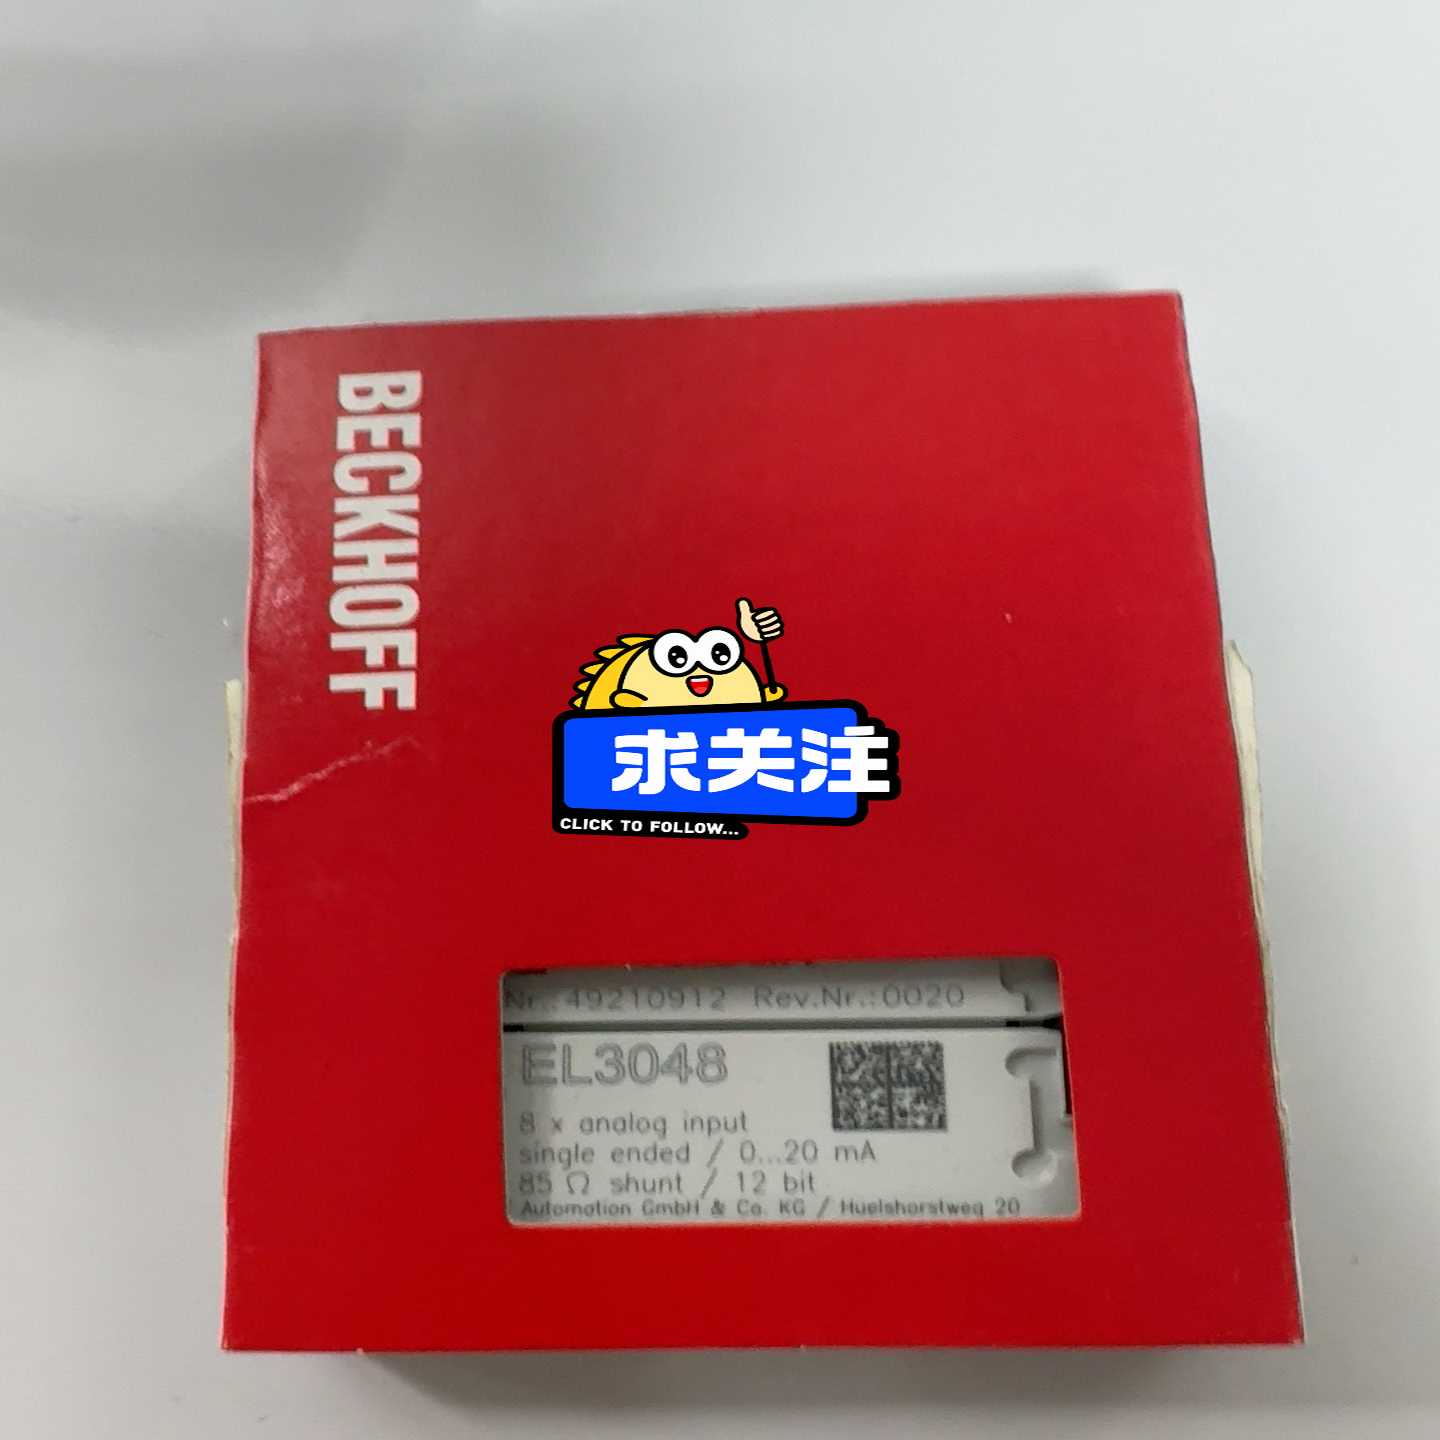 BECKHOFF
求关注
CLICK TO FOLLOW...
Nr.:49210912 Rev.Nr.:0020
EL3048
8 x analog input
single ended / 0...20 mA
85 Ω shunt / 12 bit
Automation GmbH & Co. KG / Huelshorstweg 20